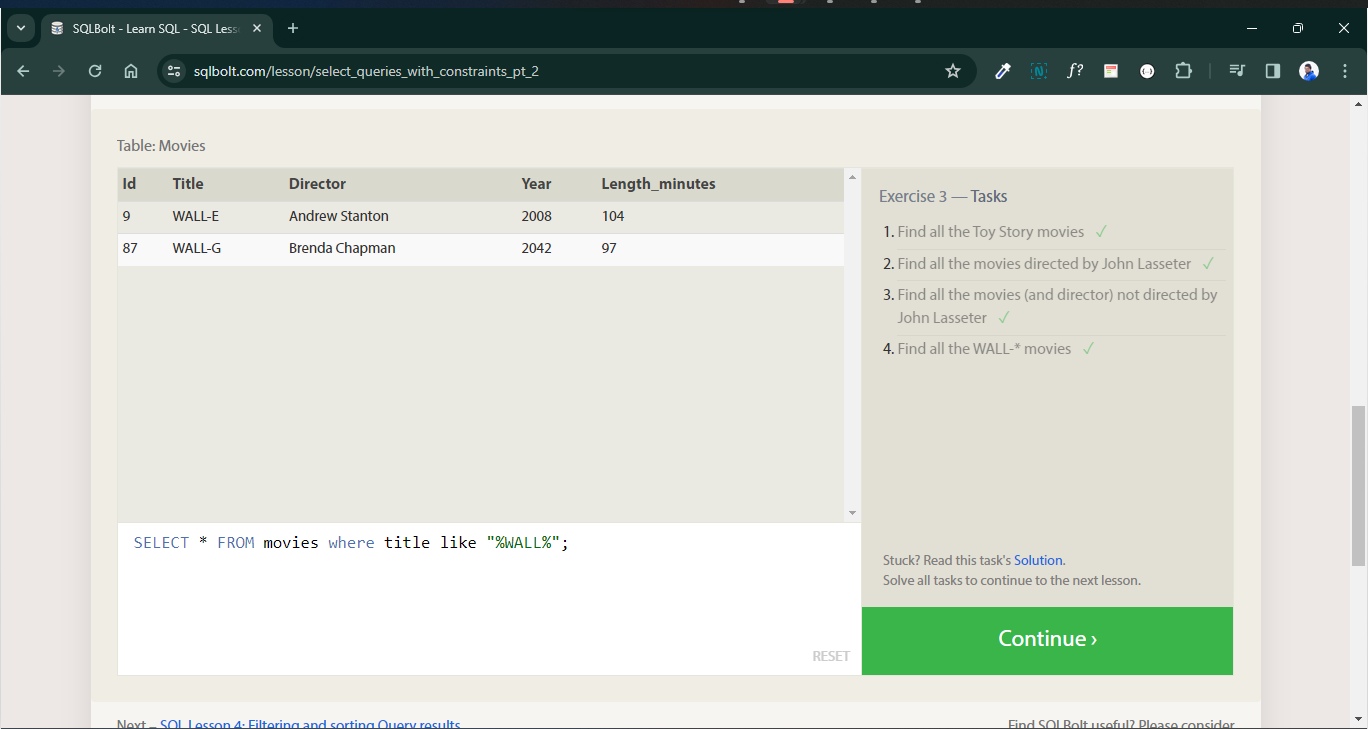 SQLBolt - Learn SQL - SQL Less
sqlbolt.com/lesson/select_queries_with_constraints_pt_2
f?
Table: Movies
Id Title Director Year Length_minutes
9 WALL-E Andrew Stanton 2008 104
87 WALL-G Brenda Chapman 2042 97
SELECT * FROM movies where title like "%WALL%";
RESET
Exercise 3 — Tasks
1. Find all the Toy Story movies ✓
2. Find all the movies directed by John Lasseter ✓
3. Find all the movies (and director) not directed by
John Lasseter ✓
4. Find all the WALL-* movies ✓
Stuck? Read this task's Solution.
Solve all tasks to continue to the next lesson.
Continue ›
Next – SQL Lesson 4: Filtering and sorting Query results
Find SQLBolt useful? Please consider